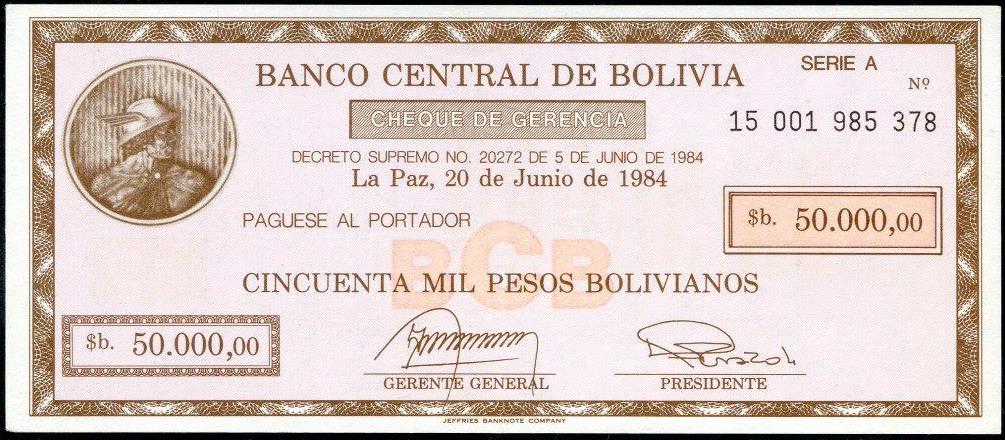 BANCO CENTRAL DE BOLIVIA
SERIE A
Nº
CHEQUE DE GERENCIA
15 001 985 378
DECRETO SUPREMO NO. 20272 DE 5 DE JUNIO DE 1984
La Paz, 20 de Junio de 1984
PAGUESE AL PORTADOR
$b. 50.000,00
BCB
CINCUENTA MIL PESOS BOLIVIANOS
$b. 50.000,00
GERENTE GENERAL
PRESIDENTE
JEFFRIES BANKNOTE COMPANY